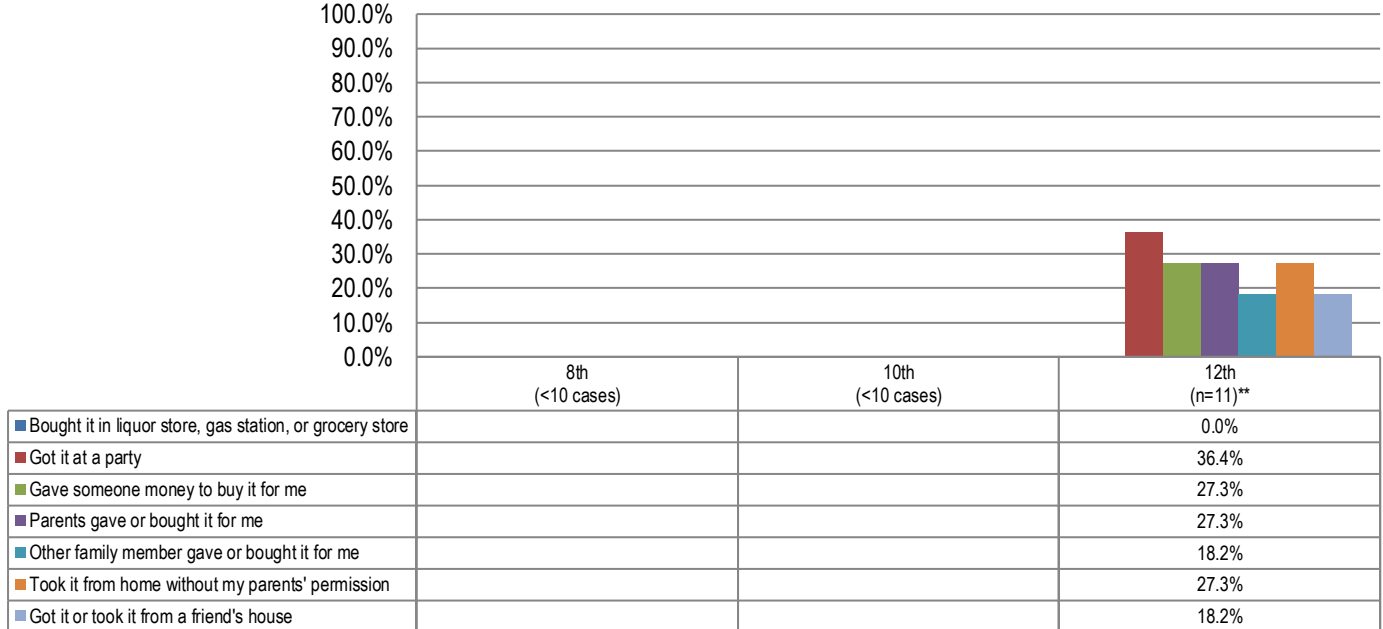 100.0%
90.0%
80.0%
70.0%
60.0%
50.0%
40.0%
30.0%
20.0%
10.0%
0.0%
8th 10th 12th
(<10 cases) (<10 cases) (n=11)**
Bought it in liquor store, gas station, or grocery store 0.0%
Got it at a party 36.4%
Gave someone money to buy it for me 27.3%
Parents gave or bought it for me 27.3%
Other family member gave or bought it for me 18.2%
Took it from home without my parents' permission 27.3%
Got it or took it from a friend's house 18.2%